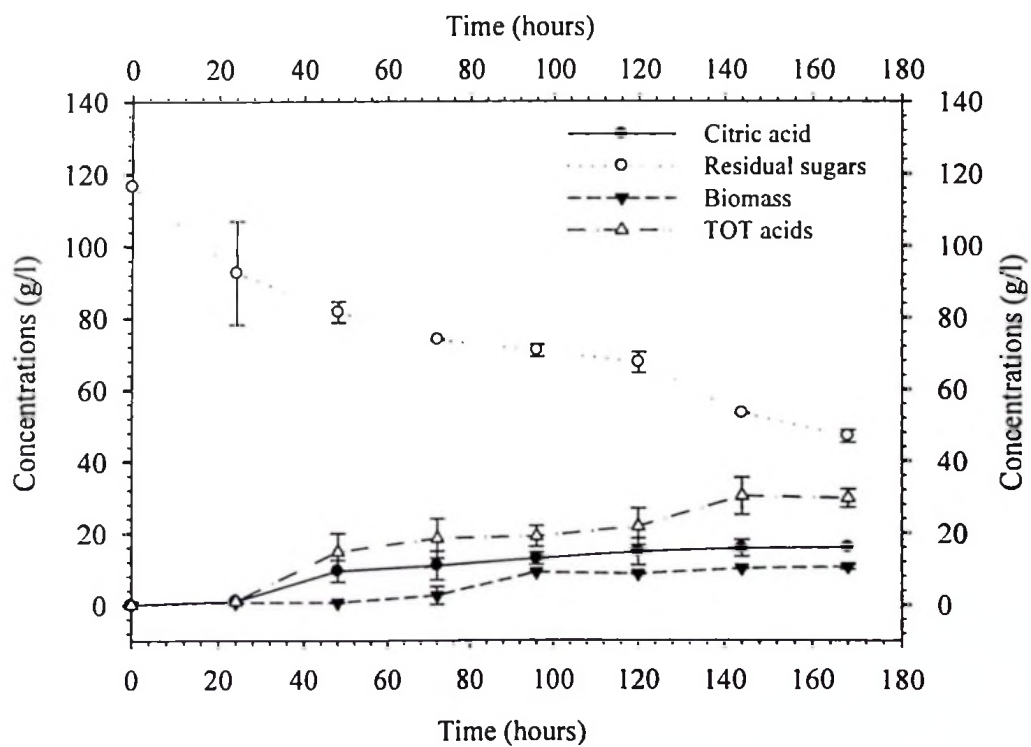 Time (hours)
0 20 40 60 80 100 120 140 160 180
140 140
120 120
100 100
80 80
60 60
40 40
20 20
0 0
Concentrations (g/l)
Concentrations (g/l)
Citric acid
Residual sugars
Biomass
TOT acids
0 20 40 60 80 100 120 140 160 180
Time (hours)